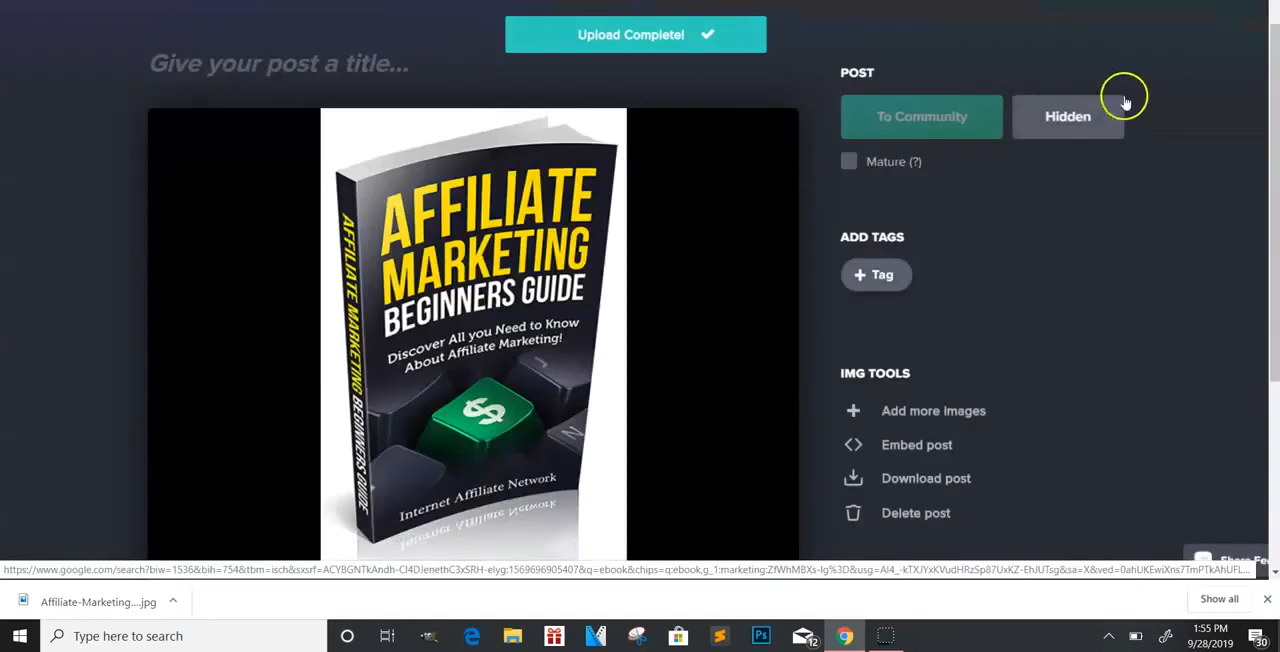 Upload Complete!
Give your post a title...
POST
To Community
Hidden
Mature (?)
ADD TAGS
+ Tag
AFFILIATE
MARKETING
BEGINNERS GUIDE
Discover All you Need to Know
About Affiliate Marketing!
$
Internet Affiliate Network
AFFILIATE MARKETING BEGINNERS GUIDE
IMG TOOLS
Add more images
Embed post
Download post
Delete post
Affiliate-Marketing....jpg
Show all
Type here to search
Ps
12
1:55 PM
9/28/2019
30